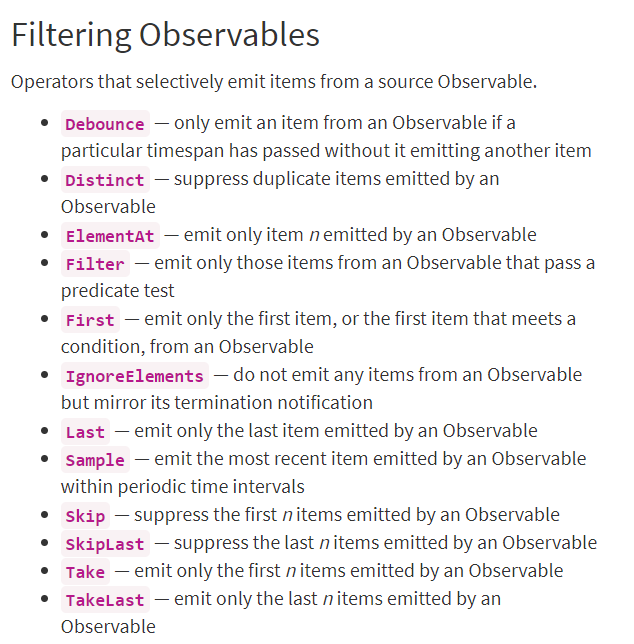 Filtering Observables
Operators that selectively emit items from a source Observable.
• Debounce — only emit an item from an Observable if a
particular timespan has passed without it emitting another item
• Distinct — suppress duplicate items emitted by an
Observable
• ElementAt — emit only item n emitted by an Observable
• Filter — emit only those items from an Observable that pass a
predicate test
• First — emit only the first item, or the first item that meets a
condition, from an Observable
• IgnoreElements — do not emit any items from an Observable
but mirror its termination notification
• Last — emit only the last item emitted by an Observable
• Sample — emit the most recent item emitted by an Observable
within periodic time intervals
• Skip — suppress the first n items emitted by an Observable
• SkipLast — suppress the last n items emitted by an Observable
• Take — emit only the first n items emitted by an Observable
• TakeLast — emit only the last n items emitted by an
Observable